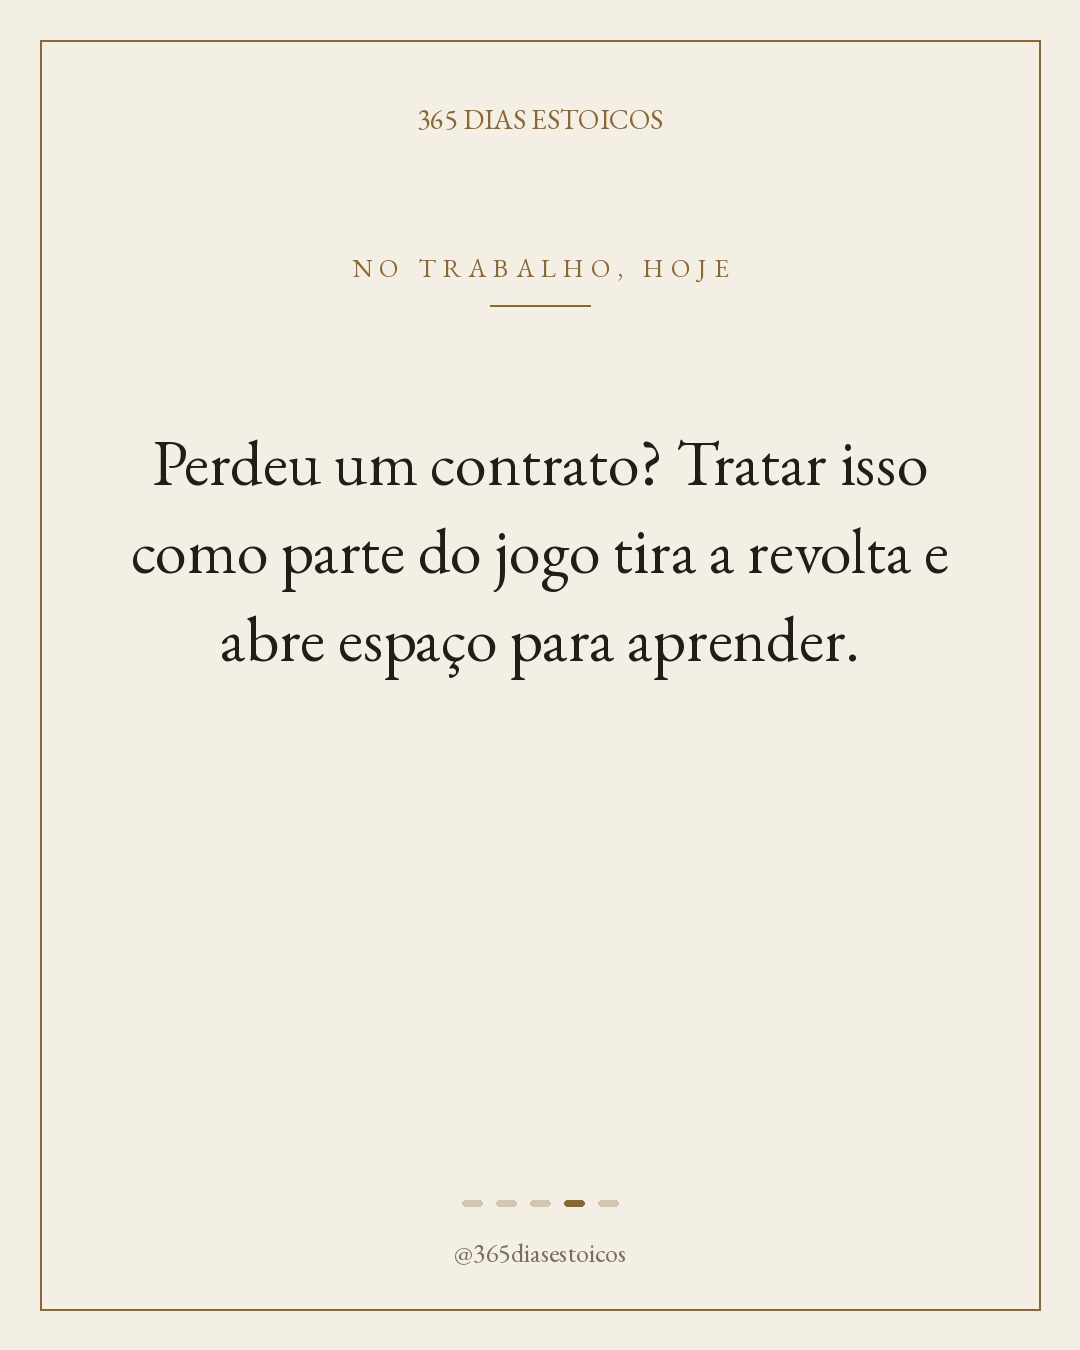 365 DIAS ESTOICOS
NO TRABALHO, HOJE
Perdeu um contrato? Tratar isso
como parte do jogo tira a revolta e
abre espaço para aprender.
@365diasestoicos